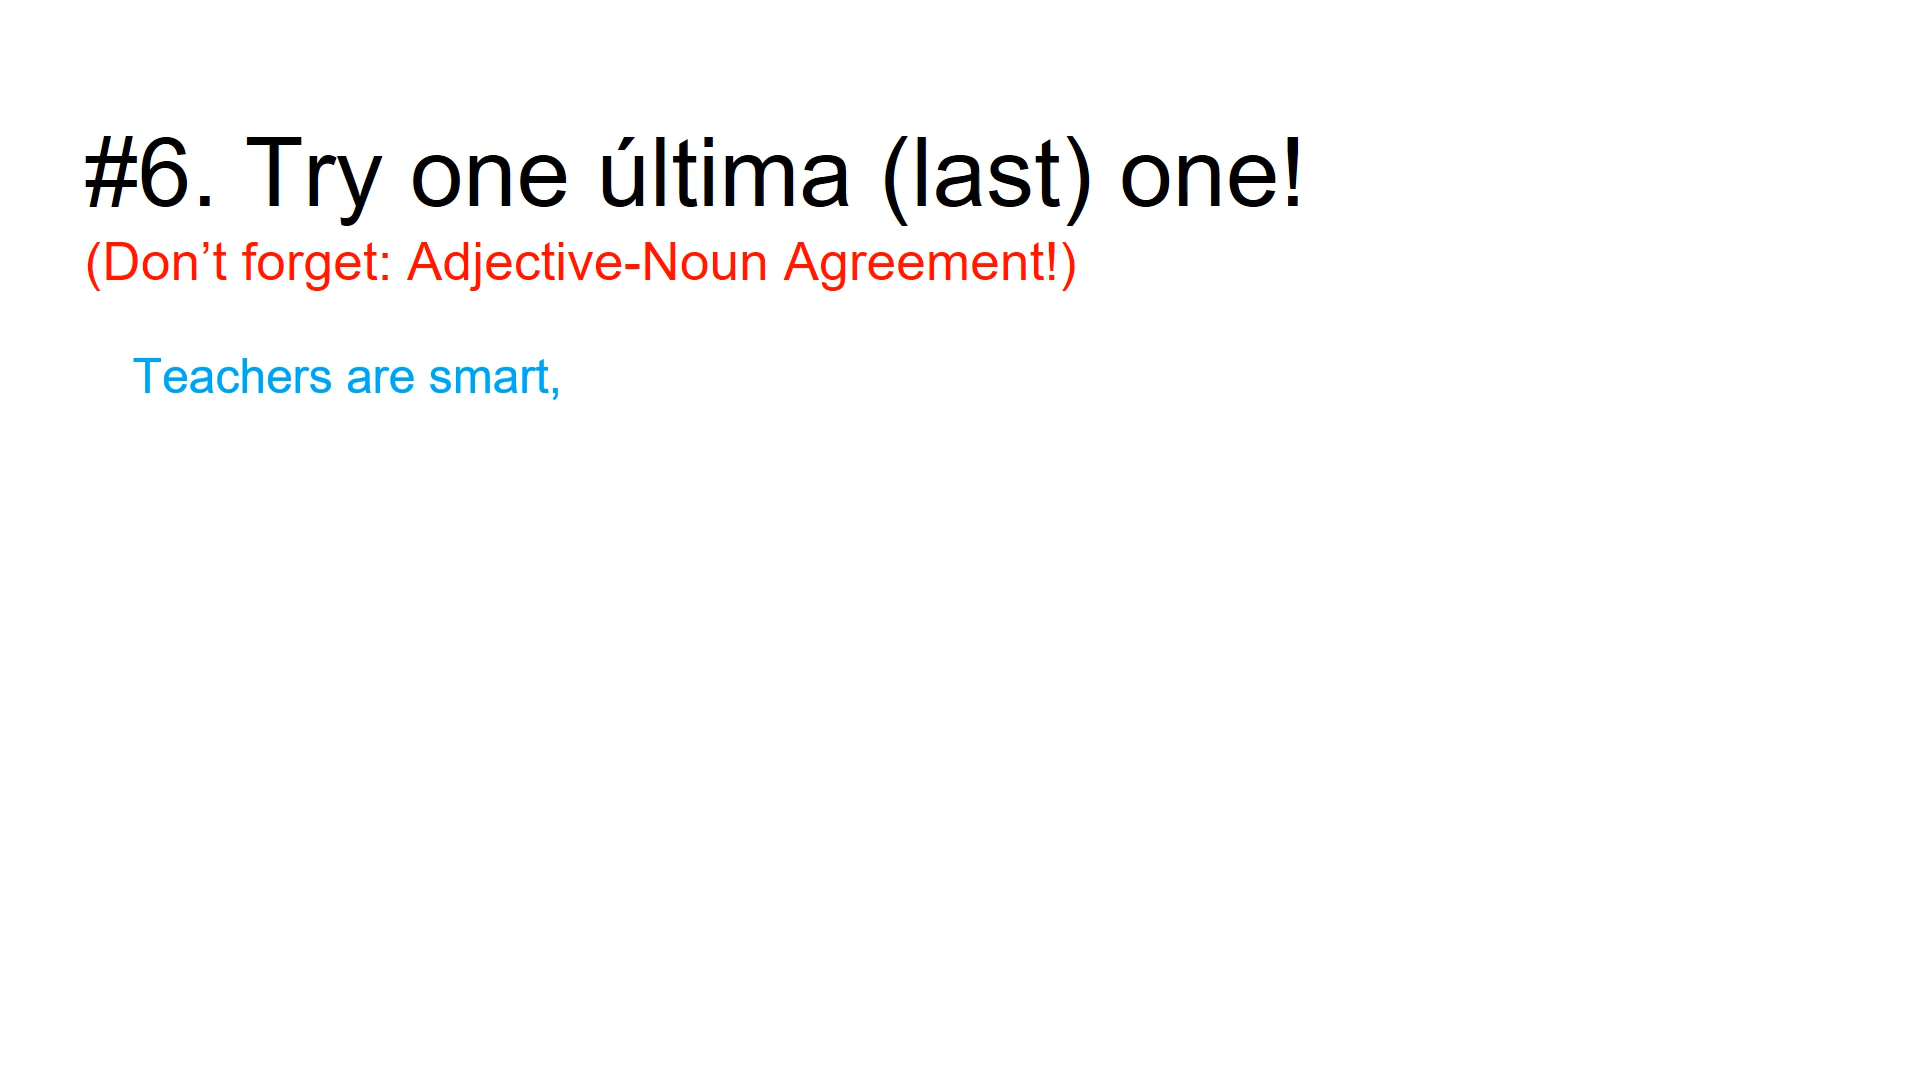 #6. Try one última (last) one!
(Don’t forget: Adjective-Noun Agreement!)
Teachers are smart,